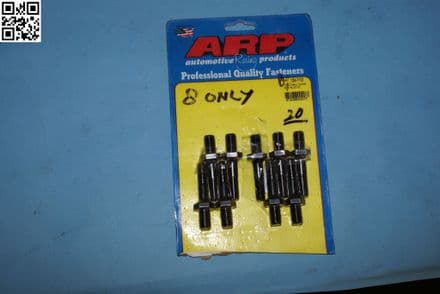 ARP
automotive Racing products
Professional Quality Fasteners
8 ONLY
20